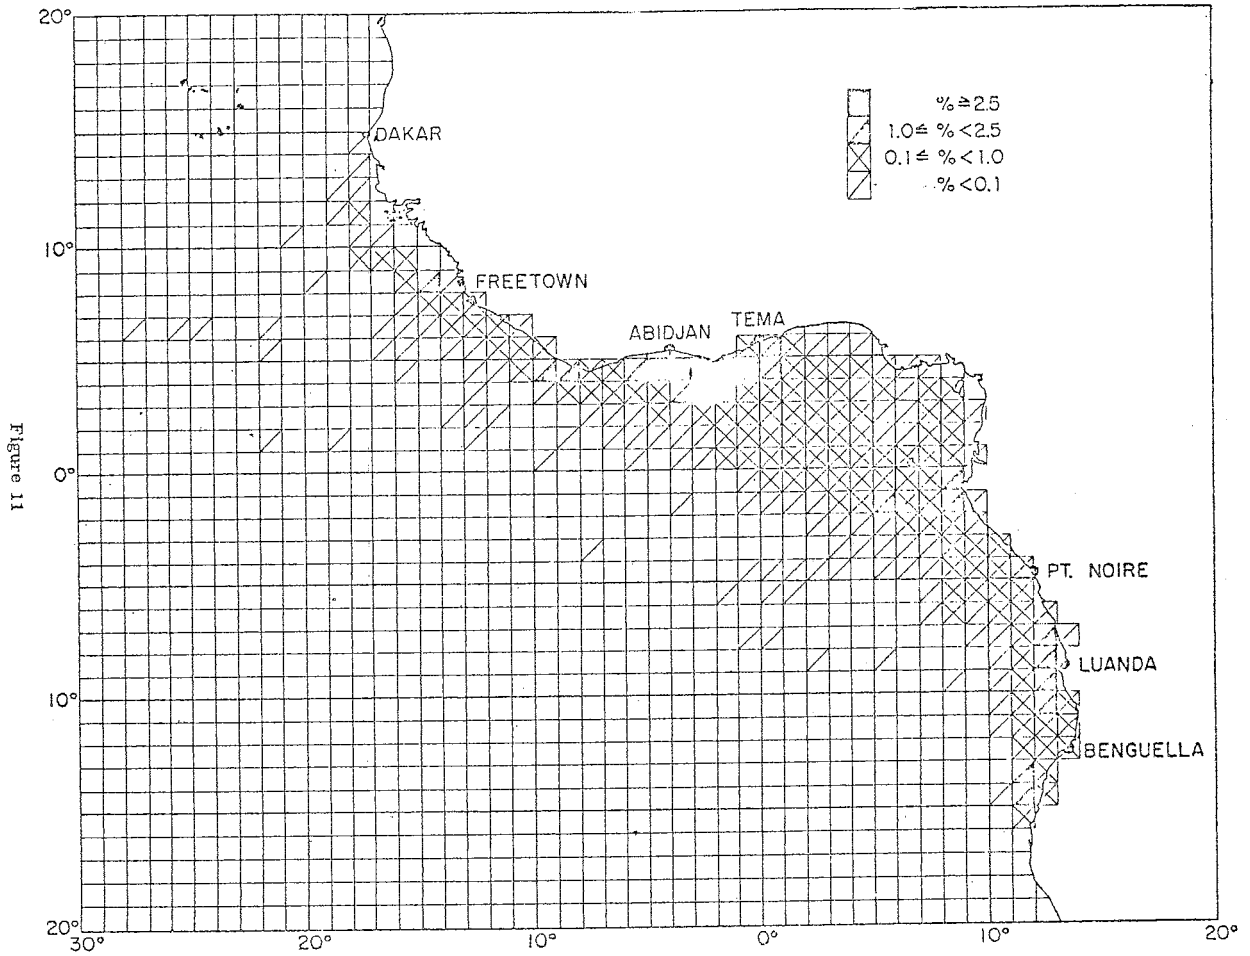 20°
% ≧ 2.5
1.0 ≦ % < 2.5
0.1 ≦ % < 1.0
% < 0.1
DAKAR
10°
FREETOWN
ABIDJAN
TEMA
0°
PT. NOIRE
LUANDA
10°
BENGUELLA
20°
30°
20°
10°
0°
10°
20°
Figure 11